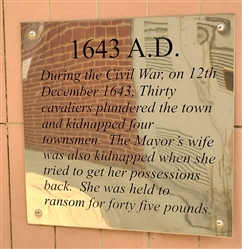 1643 A.D.
During the Civil War, on 12th
December 1643, Thirty
cavaliers plundered the town
and kidnapped four
townsmen. The Mayor's wife
was also kidnapped when she
tried to get her possessions
back. She was held to
ransom for forty five pounds.